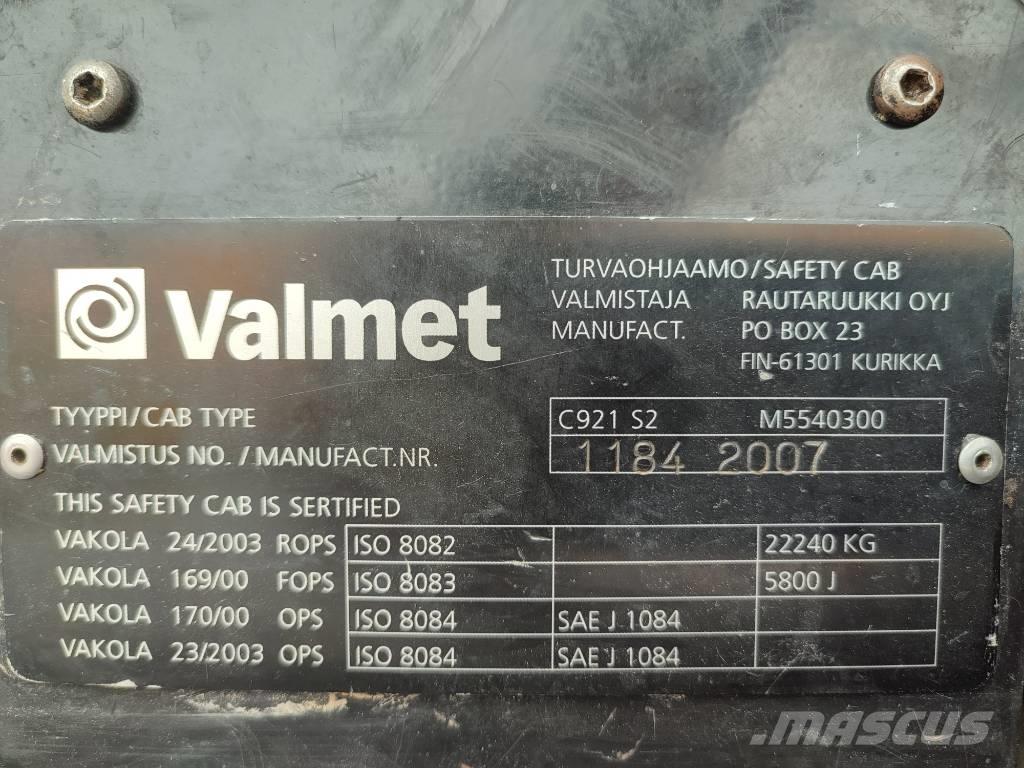 Valmet
TURVAOHJAAMO/SAFETY CAB
VALMISTAJA RAUTARUUKKI OYJ
MANUFACT. PO BOX 23
FIN-61301 KURIKKA
TYYPPI/CAB TYPE C921 S2 M5540300
VALMISTUS NO./MANUFACT.NR. 1184 2007
THIS SAFETY CAB IS SERTIFIED
VAKOLA 24/2003 ROPS ISO 8082 22240 KG
VAKOLA 169/00 FOPS ISO 8083 5800 J
VAKOLA 170/00 OPS ISO 8084 SAE J 1084
VAKOLA 23/2003 OPS ISO 8084 SAE J 1084
MASCUS